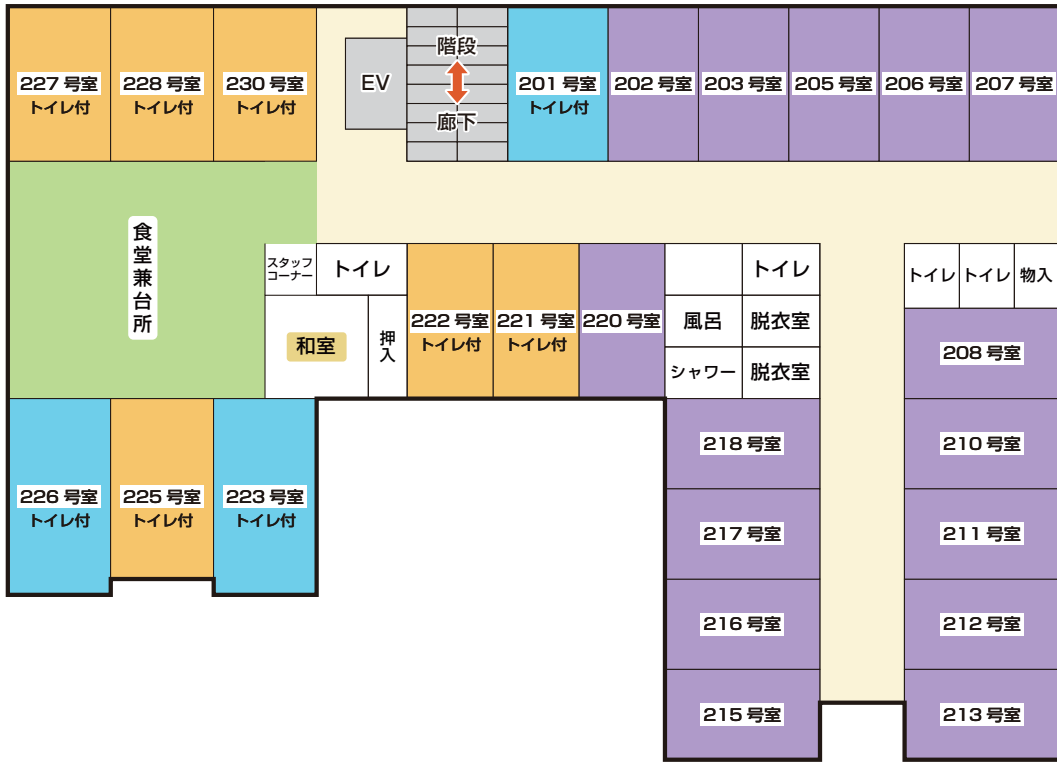 227 号室
トイレ付
228 号室
トイレ付
230 号室
トイレ付
EV
階段
廊下
201 号室
トイレ付
202 号室
203 号室
205 号室
206 号室
207 号室
食堂兼台所
スタッフ
コーナー
トイレ
和室
押入
222 号室
トイレ付
221 号室
トイレ付
220 号室
トイレ
風呂
脱衣室
シャワー
脱衣室
トイレ
トイレ
物入
208 号室
218 号室
210 号室
226 号室
トイレ付
225 号室
トイレ付
223 号室
トイレ付
217 号室
211 号室
216 号室
212 号室
215 号室
213 号室